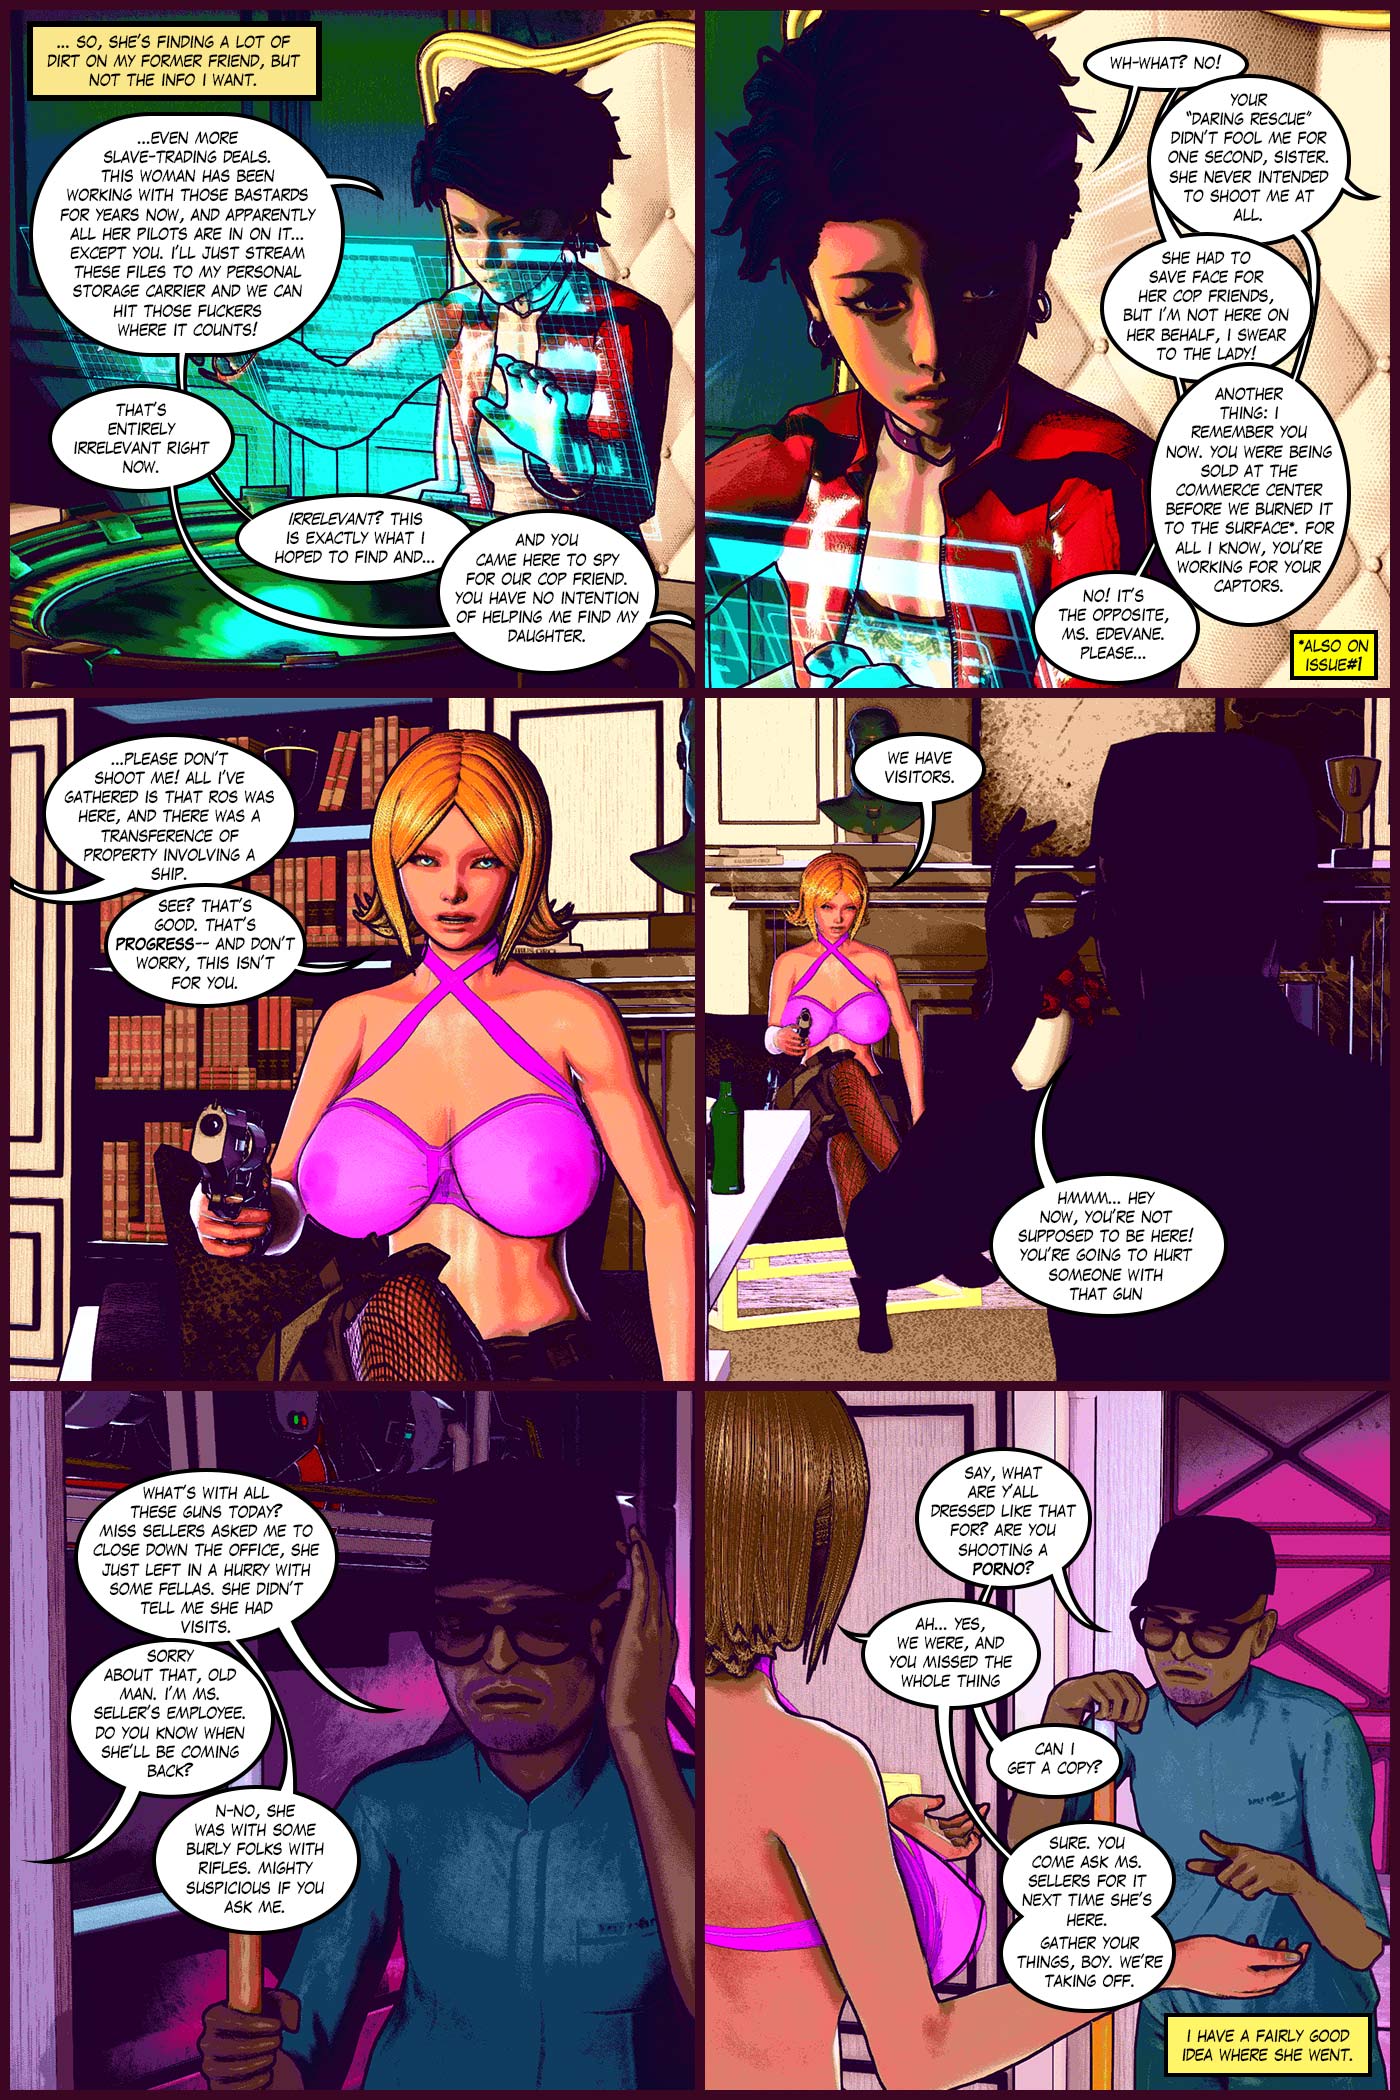 ... SO, SHE'S FINDING A LOT OF
DIRT ON MY FORMER FRIEND, BUT
NOT THE INFO I WANT.
...EVEN MORE
SLAVE-TRADING DEALS.
THIS WOMAN HAS BEEN
WORKING WITH THOSE BASTARDS
FOR YEARS NOW, AND APPARENTLY
ALL HER PILOTS ARE IN ON IT...
EXCEPT YOU. I'LL JUST STREAM
THESE FILES TO MY PERSONAL
STORAGE CARRIER AND WE CAN
HIT THOSE FUCKERS
WHERE IT COUNTS!
THAT'S
ENTIRELY
IRRELEVANT RIGHT
NOW.
IRRELEVANT? THIS
IS EXACTLY WHAT I
HOPED TO FIND AND...
AND YOU
CAME HERE TO SPY
FOR OUR COP FRIEND.
YOU HAVE NO INTENTION
OF HELPING ME FIND MY
DAUGHTER.
WH-WHAT? NO!
YOUR
"DARING RESCUE"
DIDN'T FOOL ME FOR
ONE SECOND, SISTER.
SHE NEVER INTENDED
TO SHOOT ME AT
ALL.
SHE HAD TO
SAVE FACE FOR
HER COP FRIENDS,
BUT I'M NOT HERE ON
HER BEHALF, I SWEAR
TO THE LADY!
ANOTHER
THING: I
REMEMBER YOU
NOW. YOU WERE BEING
SOLD AT THE
COMMERCE CENTER
BEFORE WE BURNED IT
TO THE SURFACE*. FOR
ALL I KNOW, YOU'RE
WORKING FOR YOUR
CAPTORS.
NO! IT'S
THE OPPOSITE,
MS. EDEVANE.
PLEASE...
*ALSO ON
ISSUE#1
...PLEASE DON'T
SHOOT ME! ALL I'VE
GATHERED IS THAT ROS WAS
HERE, AND THERE WAS A
TRANSFERENCE OF
PROPERTY INVOLVING A
SHIP.
SEE? THAT'S
GOOD. THAT'S
PROGRESS-- AND DON'T
WORRY, THIS ISN'T
FOR YOU.
WE HAVE
VISITORS.
HMMM... HEY
NOW, YOU'RE NOT
SUPPOSED TO BE HERE!
YOU'RE GOING TO HURT
SOMEONE WITH
THAT GUN
WHAT'S WITH ALL
THESE GUNS TODAY?
MISS SELLERS ASKED ME TO
CLOSE DOWN THE OFFICE, SHE
JUST LEFT IN A HURRY WITH
SOME FELLAS. SHE DIDN'T
TELL ME SHE HAD
VISITS.
SORRY
ABOUT THAT, OLD
MAN. I'M MS.
SELLER'S EMPLOYEE.
DO YOU KNOW WHEN
SHE'LL BE COMING
BACK?
N-NO, SHE
WAS WITH SOME
BURLY FOLKS WITH
RIFLES. MIGHTY
SUSPICIOUS IF YOU
ASK ME.
SAY, WHAT
ARE Y'ALL
DRESSED LIKE THAT
FOR? ARE YOU
SHOOTING A
PORNO?
AH... YES,
WE WERE, AND
YOU MISSED THE
WHOLE THING
CAN I
GET A COPY?
SURE. YOU
COME ASK MS.
SELLERS FOR IT
NEXT TIME SHE'S
HERE.
GATHER YOUR
THINGS, BOY. WE'RE
TAKING OFF.
I HAVE A FAIRLY GOOD
IDEA WHERE SHE WENT.